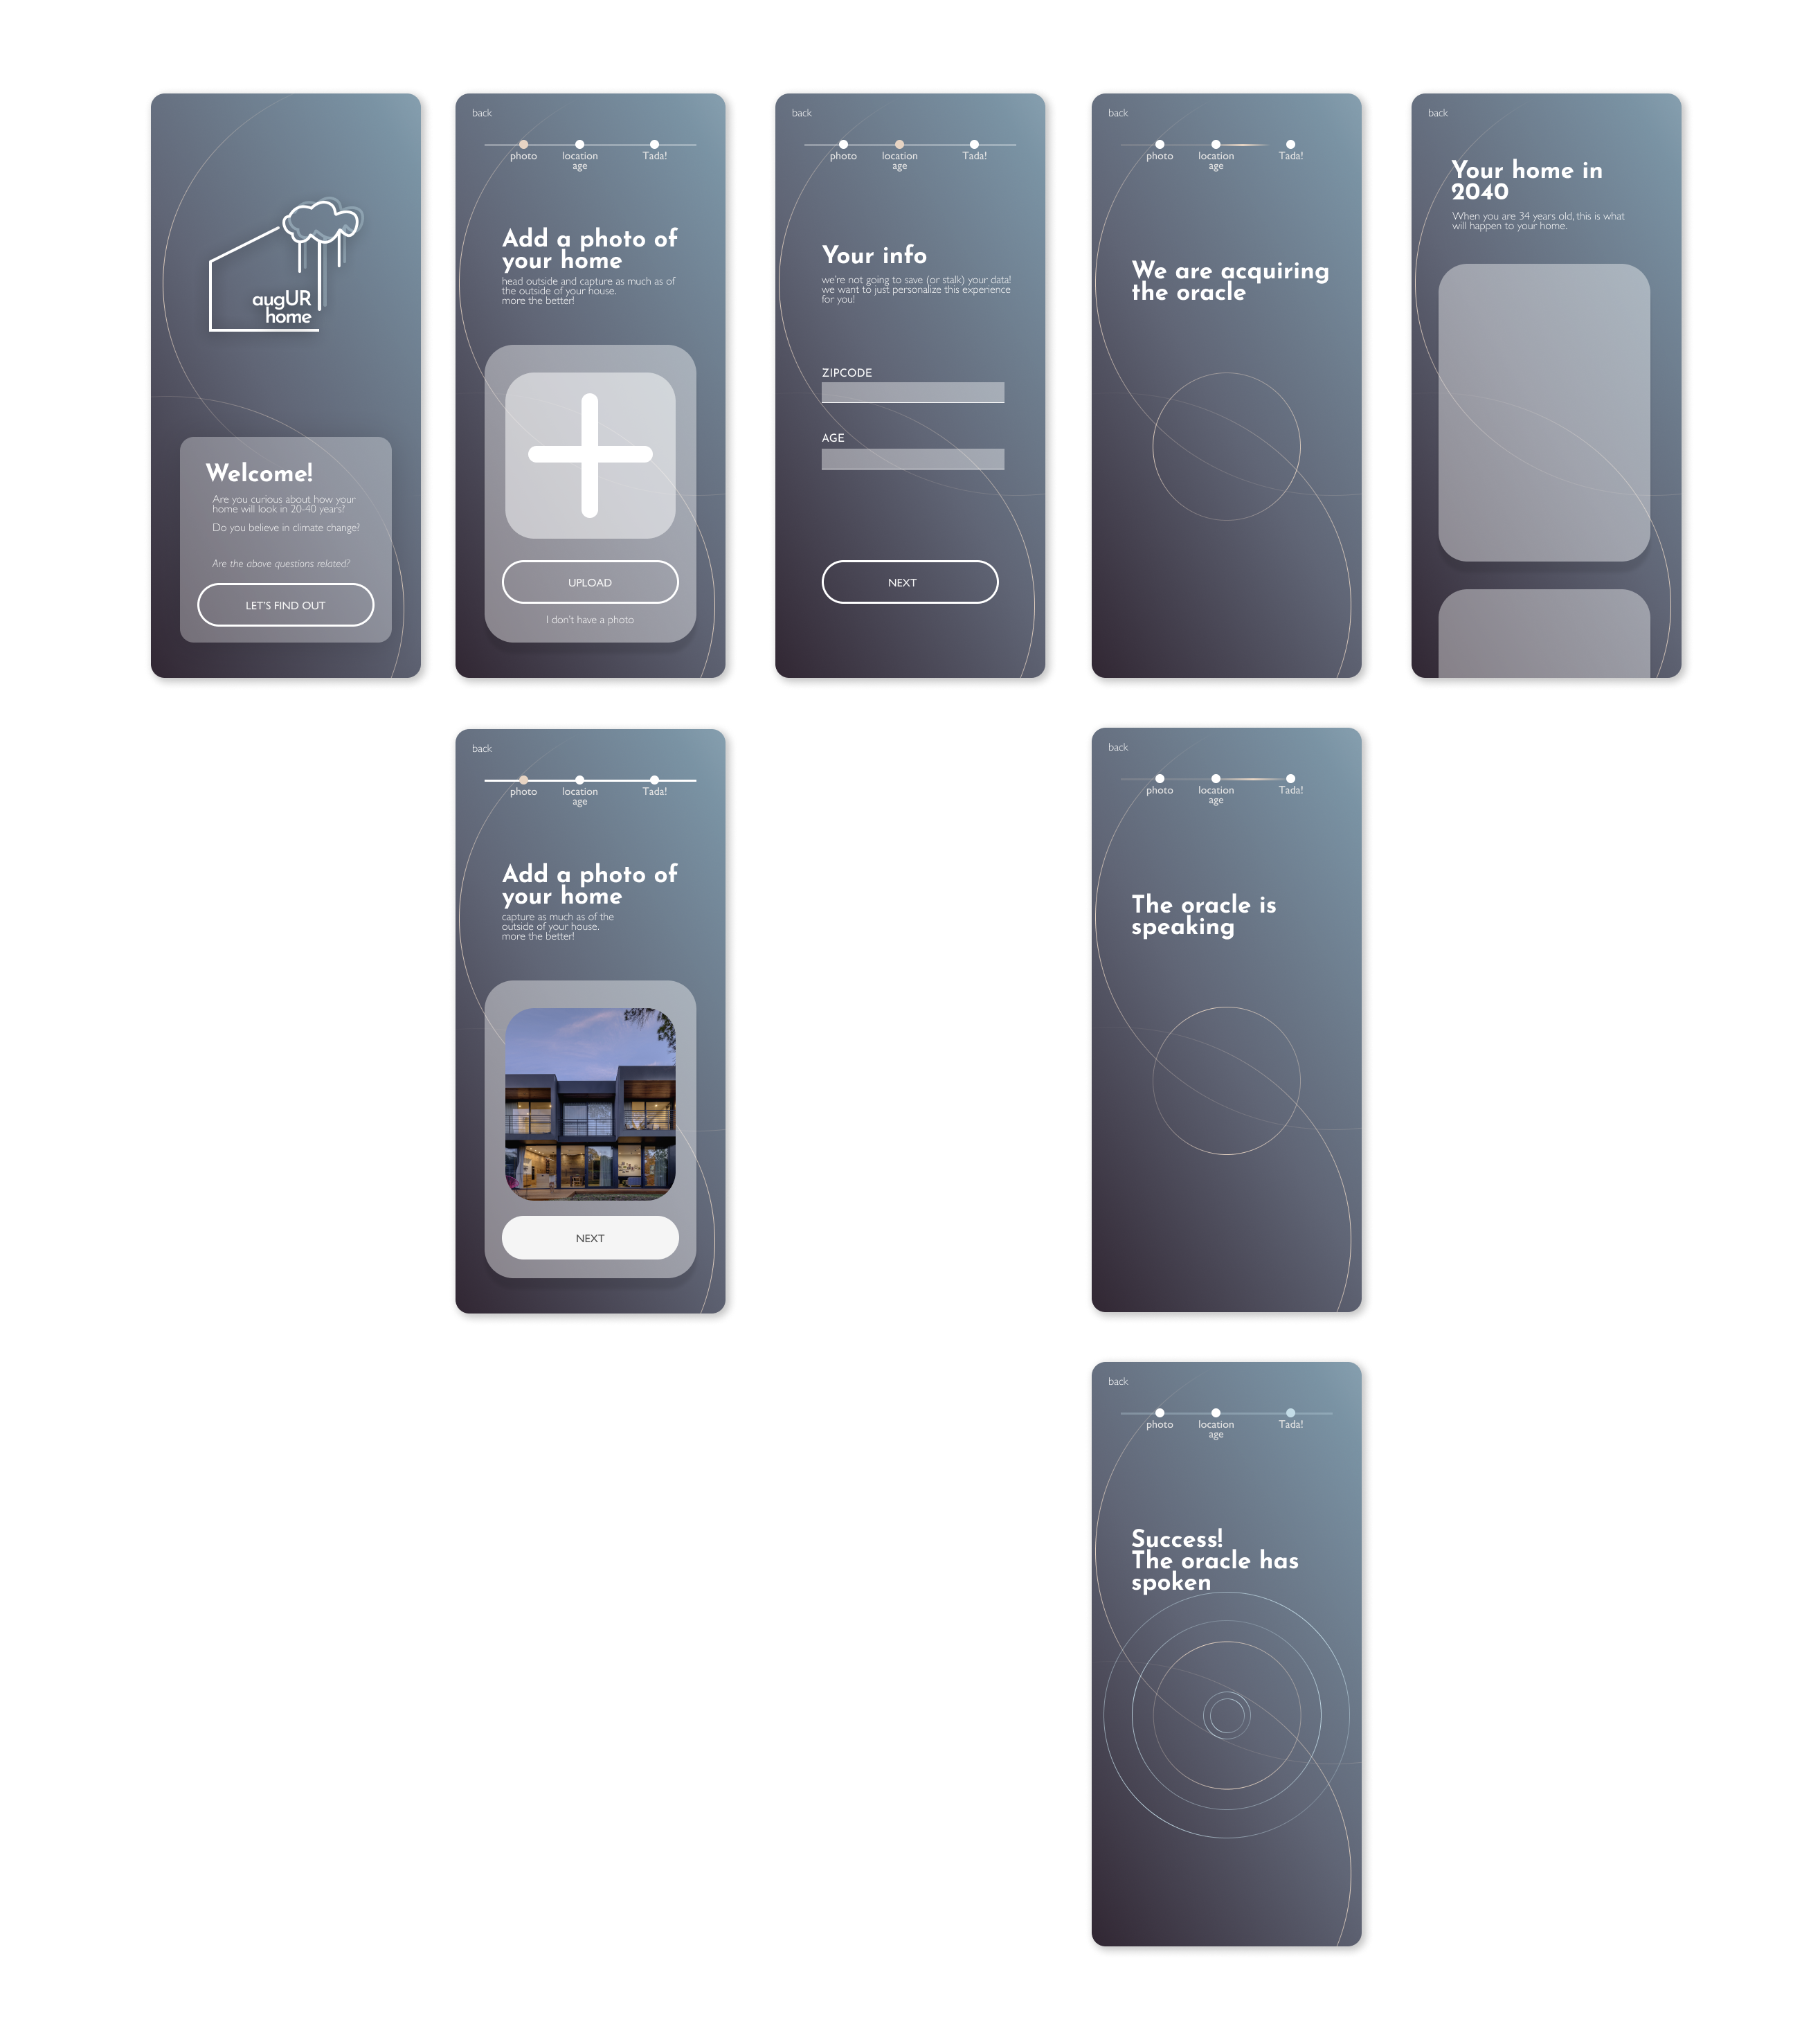 augUR
home
Welcome!
Are you curious about how your
home will look in 20-40 years?
Do you believe in climate change?
Are the above questions related?
LET'S FIND OUT
back
photo
location
age
Tada!
Add a photo of
your home
head outside and capture as much as of
the outside of your house.
more the better!
UPLOAD
I don't have a photo
back
photo
location
age
Tada!
Your info
we're not going to save (or stalk) your data!
we want to just personalize this experience
for you!
ZIPCODE
AGE
NEXT
back
photo
location
age
Tada!
We are acquiring
the oracle
back
Your home in
2040
When you are 34 years old, this is what
will happen to your home.
back
photo
location
age
Tada!
Add a photo of
your home
capture as much as of the
outside of your house.
more the better!
NEXT
back
photo
location
age
Tada!
The oracle is
speaking
back
photo
location
age
Tada!
Success!
The oracle has
spoken